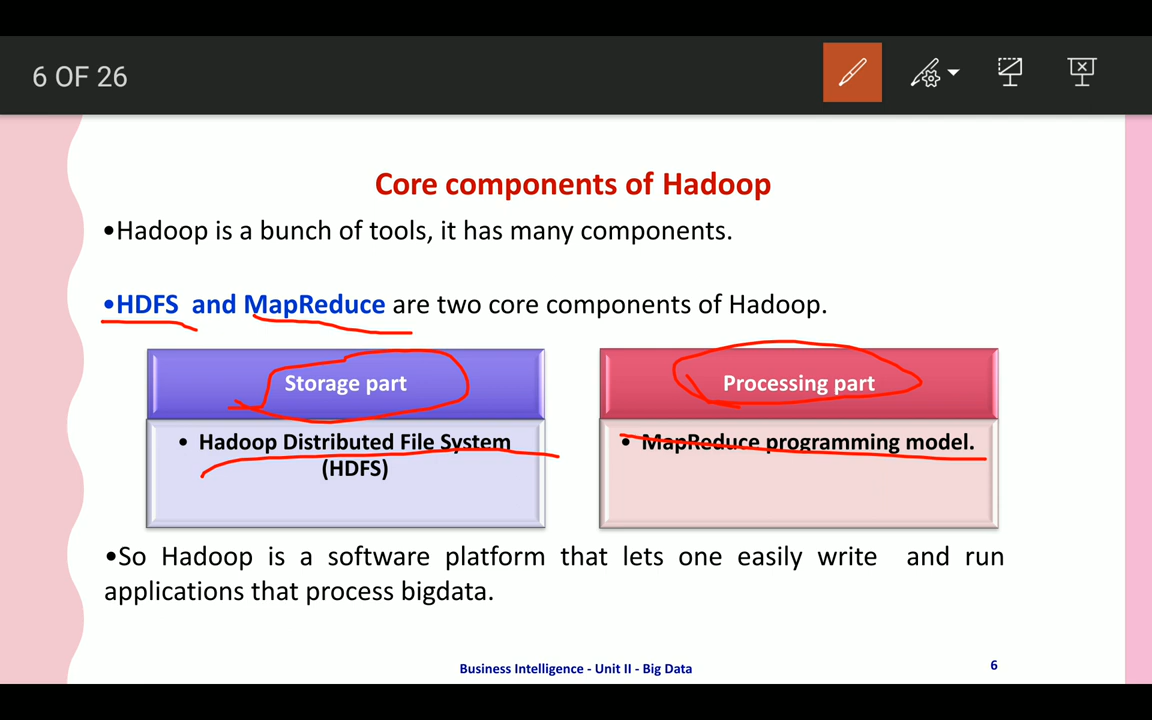 6 OF 26
Core components of Hadoop
•Hadoop is a bunch of tools, it has many components.
•HDFS and MapReduce are two core components of Hadoop.
Storage part
• Hadoop Distributed File System
(HDFS)
Processing part
• MapReduce programming model.
•So Hadoop is a software platform that lets one easily write and run
applications that process bigdata.
Business Intelligence - Unit II - Big Data
6